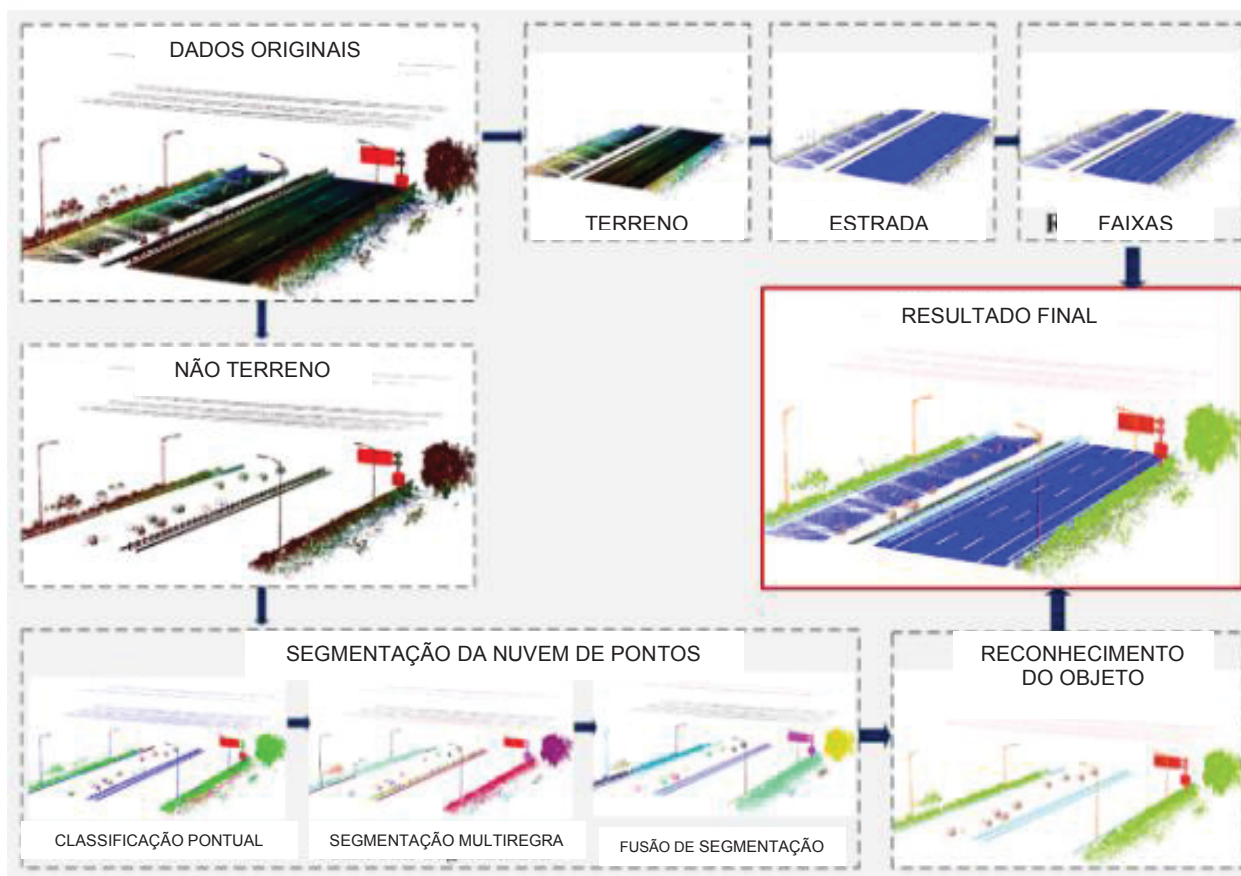 DADOS ORIGINAIS
TERRENO
ESTRADA
FAIXAS
NÃO TERRENO
RESULTADO FINAL
SEGMENTAÇÃO DA NUVEM DE PONTOS
CLASSIFICAÇÃO PONTUAL
SEGMENTAÇÃO MULTIREGRA
FUSÃO DE SEGMENTAÇÃO
RECONHECIMENTO
DO OBJETO